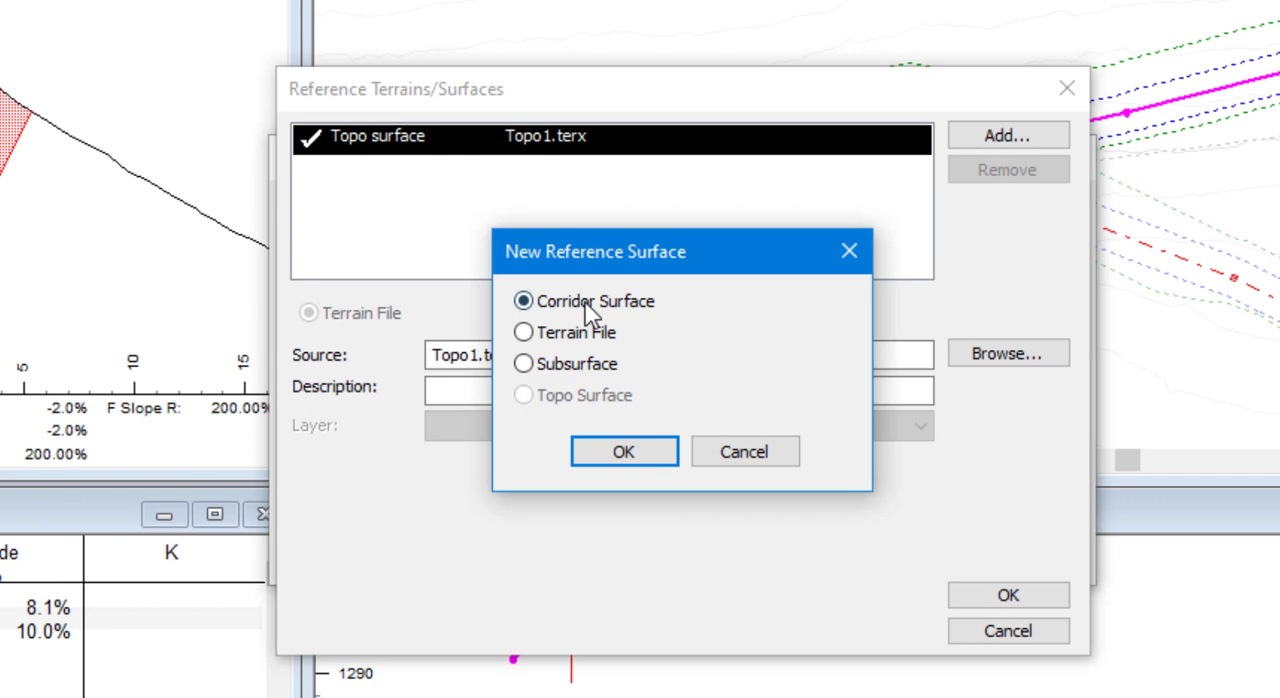 Reference Terrains/Surfaces
Topo surface Topo1.terx
Add...
Remove
New Reference Surface
Corridor Surface
Terrain File
Subsurface
Topo Surface
OK Cancel
Terrain File
Source: Topo1.te
Browse...
Description:
Layer:
OK
Cancel
5 10 15
-2.0% F Slope R: 200.00%
-2.0%
200.00%
de K
8.1%
10.0%
1290